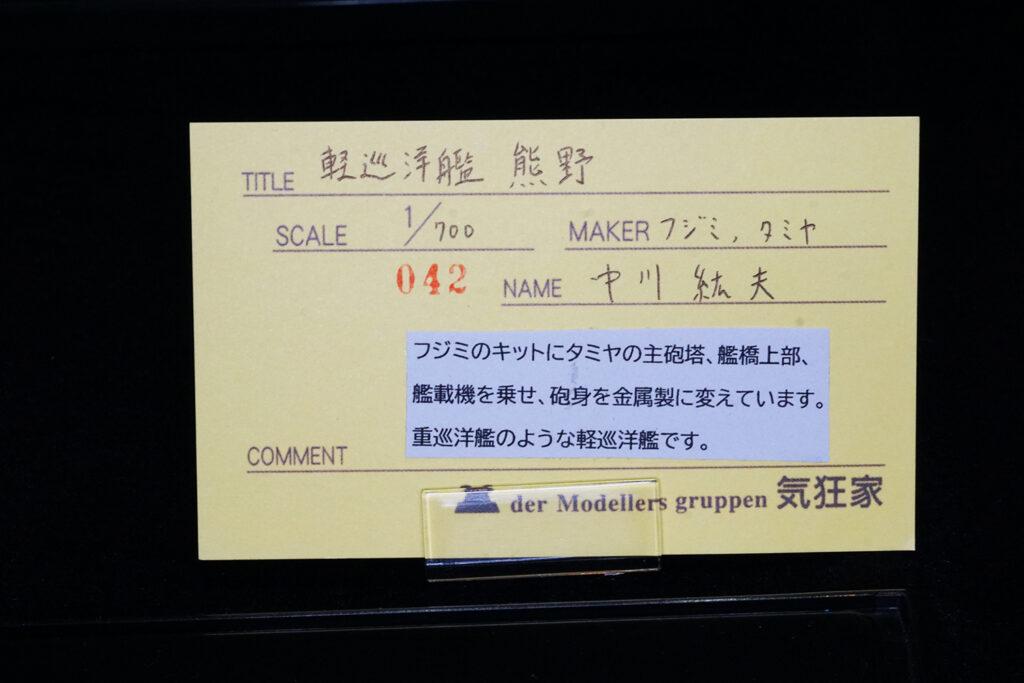 TITLE 軽巡洋艦 熊野
SCALE 1/700 MAKER フジミ, タミヤ
042 NAME 中川 紘夫
フジミのキットにタミヤの主砲塔、艦橋上部、
艦載機を乗せ、砲身を金属製に変えています。
重巡洋艦のような軽巡洋艦です。
COMMENT
der Modellers gruppen 気狂家